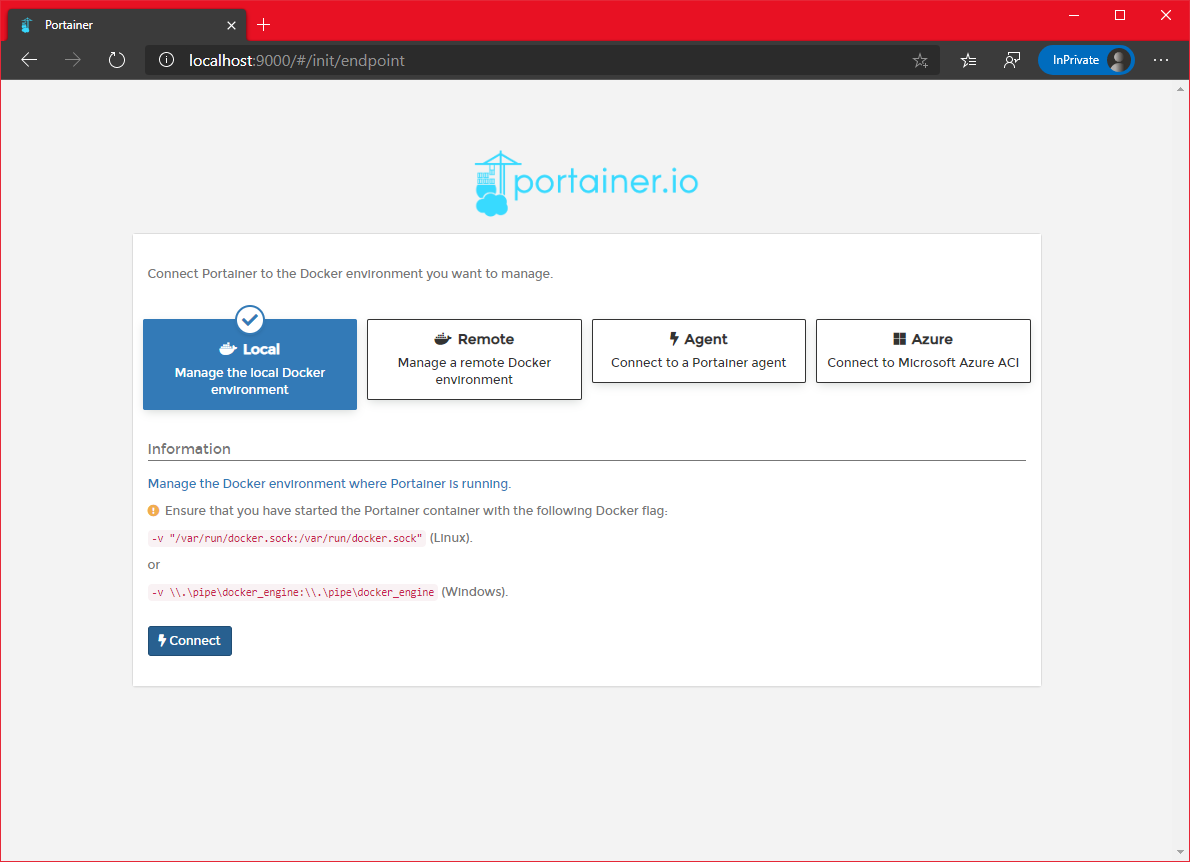 Portainer
localhost:9000/#/init/endpoint
InPrivate
portainer.io
Connect Portainer to the Docker environment you want to manage.
Local
Manage the local Docker
environment
Remote
Manage a remote Docker
environment
Agent
Connect to a Portainer agent
Azure
Connect to Microsoft Azure ACI
Information
Manage the Docker environment where Portainer is running.
Ensure that you have started the Portainer container with the following Docker flag:
-v "/var/run/docker.sock:/var/run/docker.sock" (Linux).
or
-v \\.\pipe\docker_engine:\\.\pipe\docker_engine (Windows).
Connect